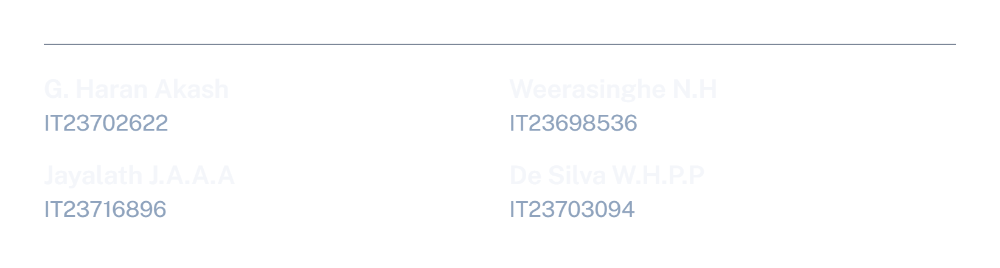 G. Haran Akash
IT23702622
Weerasinghe N.H
IT23698536
Jayalath J.A.A.A
IT23716896
De Silva W.H.P.P
IT23703094